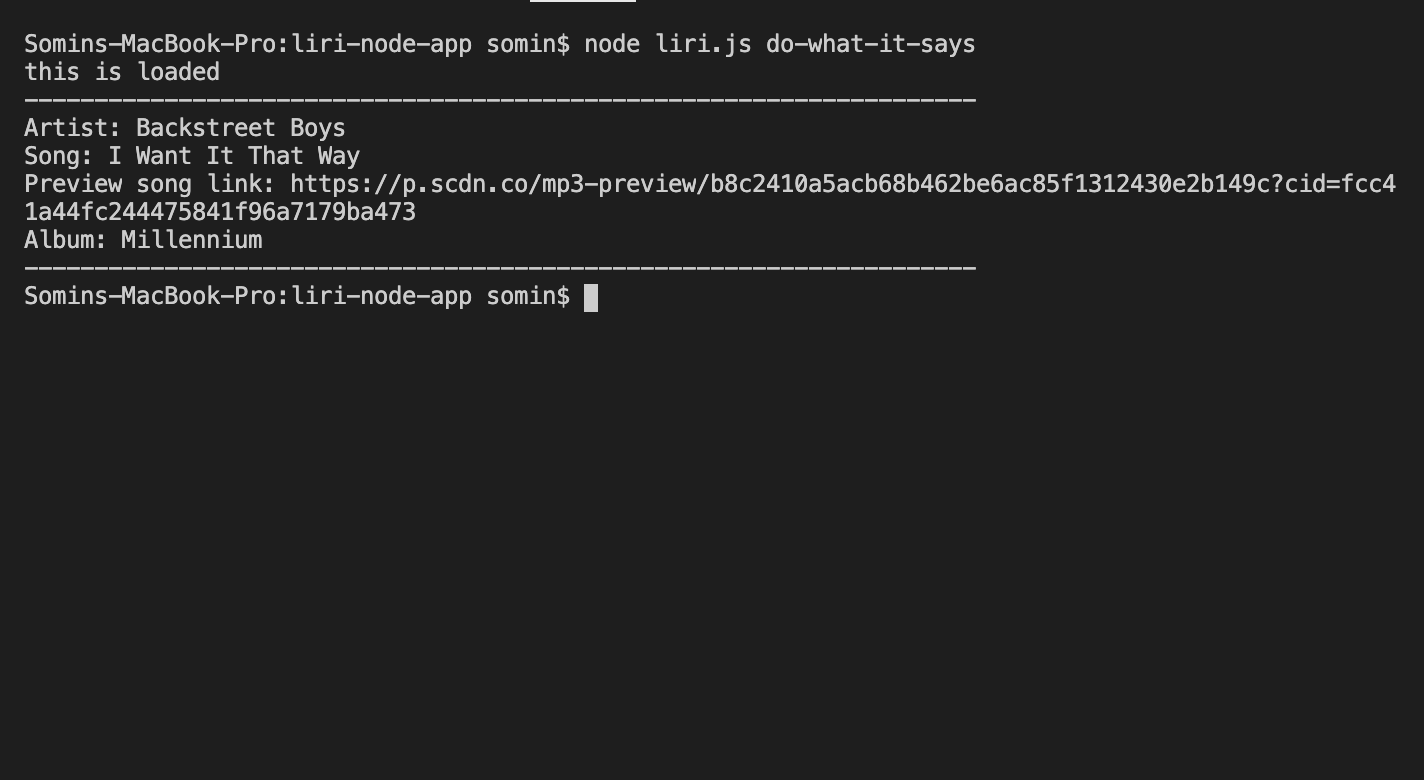 Somins-MacBook-Pro:liri-node-app somin$ node liri.js do-what-it-says
this is loaded
--------------------------------------------------------------------
Artist: Backstreet Boys
Song: I Want It That Way
Preview song link: https://p.scdn.co/mp3-preview/b8c2410a5acb68b462be6ac85f1312430e2b149c?cid=fcc4
1a44fc244475841f96a7179ba473
Album: Millennium
--------------------------------------------------------------------
Somins-MacBook-Pro:liri-node-app somin$